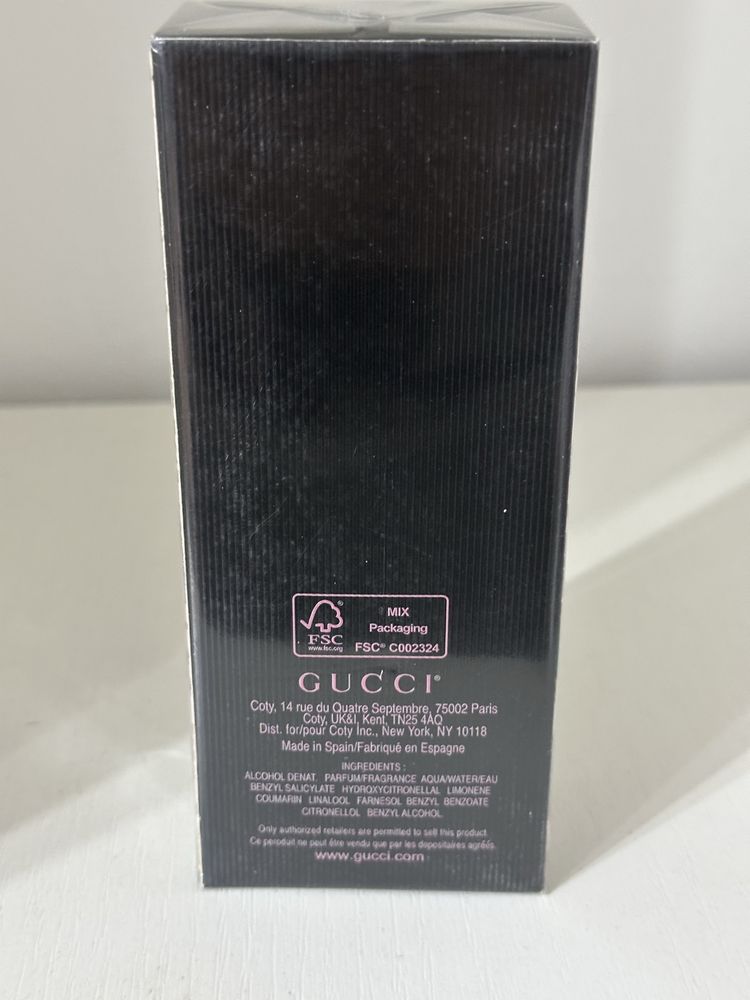 MIX
Packaging
FSC
www.fsc.org
FSC® C002324
GUCCI®
Coty, 14 rue du Quatre Septembre, 75002 Paris
Coty, UK&I, Kent, TN25 4AQ
Dist. for/pour Coty Inc., New York, NY 10118
Made in Spain/Fabriqué en Espagne
INGREDIENTS :
ALCOHOL DENAT. PARFUM/FRAGRANCE AQUA/WATER/EAU
BENZYL SALICYLATE HYDROXYCITRONELLAL LIMONENE
COUMARIN LINALOOL FARNESOL BENZYL BENZOATE
CITRONELLOL BENZYL ALCOHOL
Only authorized retailers are permitted to sell this product.
Ce peroduit ne peut être vendu que par les depositaires agréés.
www.gucci.com